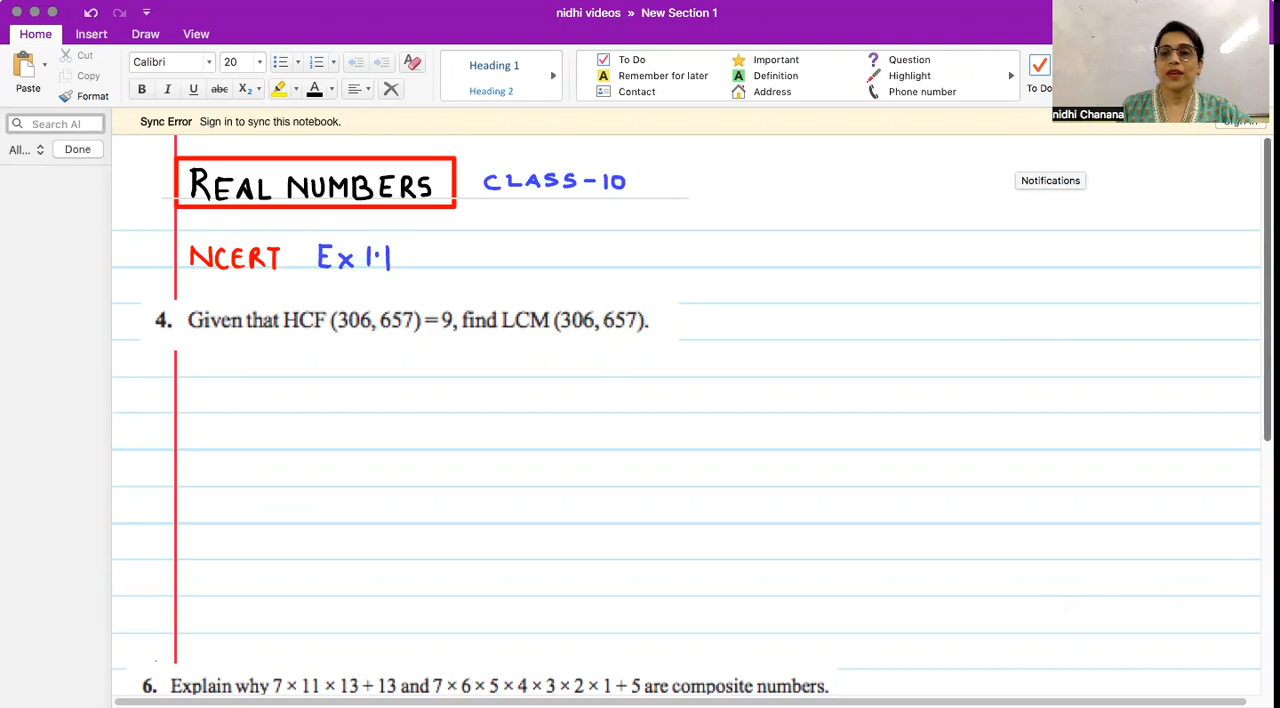 nidhi videos » New Section 1
Home Insert Draw View
Paste
Cut
Copy
Format
Calibri 20
B I U abc X₂ A
Heading 1
Heading 2
To Do
Remember for later
Contact
Important
Definition
Address
Question
Highlight
Phone number
To Do
nidhi Chanana
Sync Error Sign in to sync this notebook.
Search Al
All... Done
Notifications
REAL NUMBERS CLASS-10
NCERT Ex 1.1
4. Given that HCF (306, 657) = 9, find LCM (306, 657).
6. Explain why 7 × 11 × 13 + 13 and 7 × 6 × 5 × 4 × 3 × 2 × 1 + 5 are composite numbers.